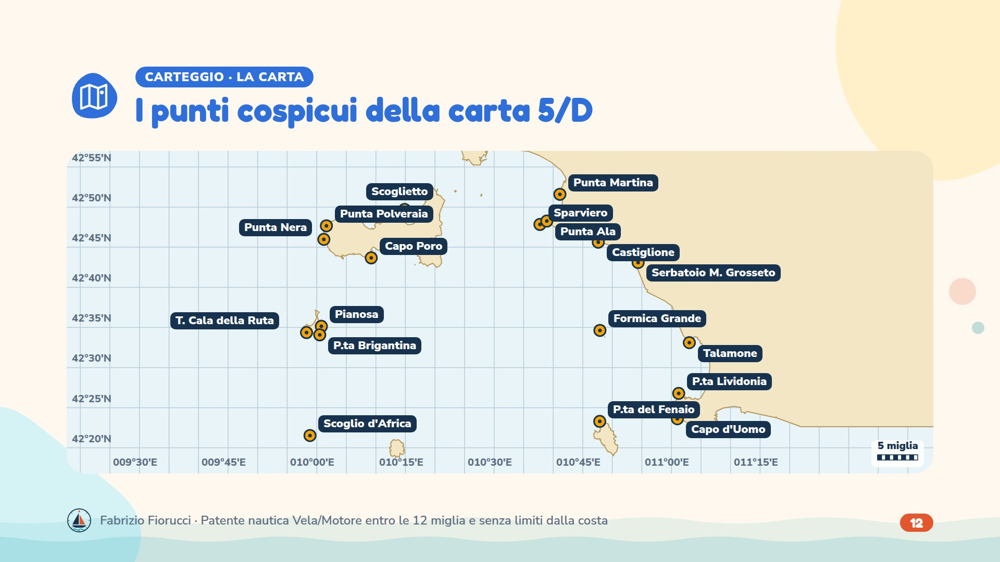 CARTEGGIO · LA CARTA
I punti cospicui della carta 5/D
42°55'N
Punta Martina
Scoglietto
42°50'N
Punta Polveraia
Sparviero
Punta Nera
Punta Ala
42°45'N
Capo Poro
Castiglione
Serbatoio M. Grosseto
42°40'N
Pianosa
42°35'N
T. Cala della Ruta
Formica Grande
P.ta Brigantina
Talamone
42°30'N
P.ta Lividonia
42°25'N
P.ta del Fenaio
Scoglio d'Africa
Capo d'Uomo
42°20'N
5 miglia
009°30'E
009°45'E
010°00'E
010°15'E
010°30'E
010°45'E
011°00'E
011°15'E
Fabrizio Fiorucci · Patente nautica Vela/Motore entro le 12 miglia e senza limiti dalla costa
12